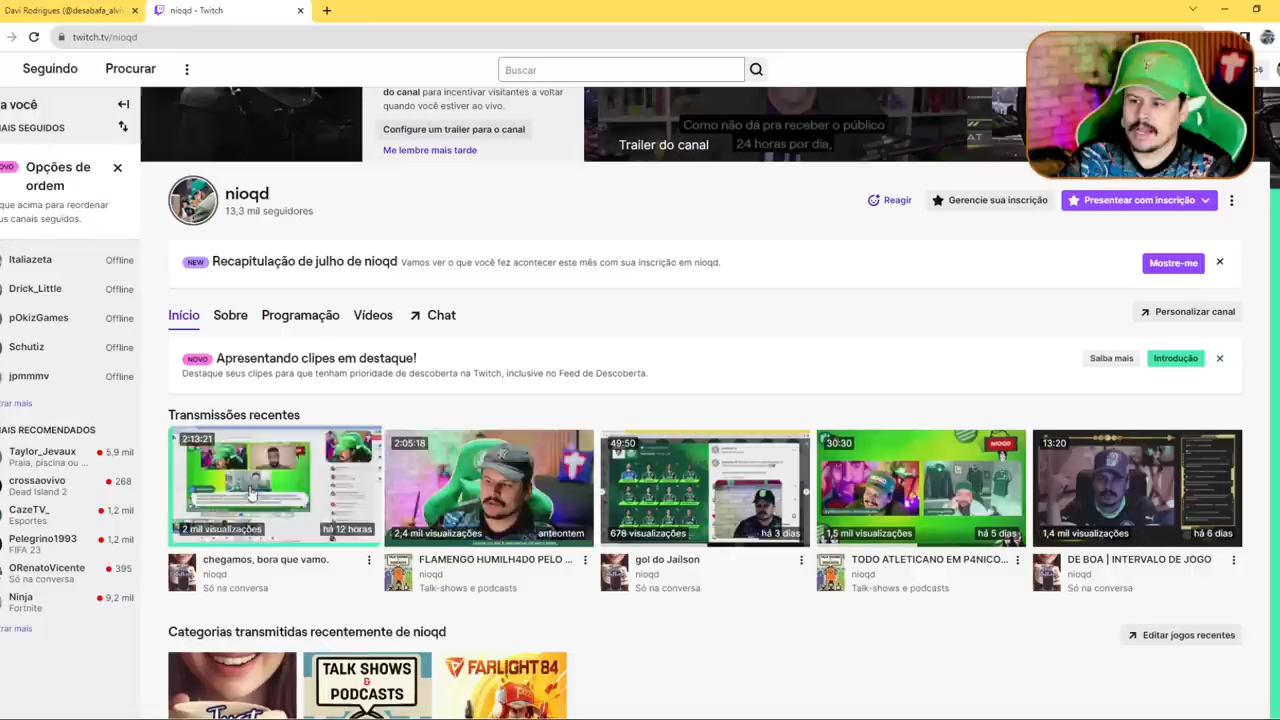 Davi Rodrigues (@desabafa_alvi
nioqd - Twitch
twitch.tv/nioqd
Seguindo
Procurar
Buscar
do canal para incentivar visitantes a voltar
quando você estiver ao vivo.
Configure um trailer para o canal
Me lembre mais tarde
Como não dá pra receber o público
24 horas por dia,
Trailer do canal
a você
AIS SEGUIDOS
NOVO
Opções de
ordem
que acima para reordenar
us canais seguidos.
Italiazeta
Offline
Drick_Little
Offline
pOkizGames
Offline
Schutiz
Offline
jpmmmv
Offline
rar mais
AIS RECOMENDADOS
Taylor_Jevaux
5,9 mil
Praia, piscina ou ...
crossaovivo
268
Dead Island 2
CazeTV_
1,2 mil
Esportes
Pelegrino1993
1,2 mil
FIFA 23
ORenatoVicente
395
Só na conversa
Ninja
9,2 mil
Fortnite
rar mais
nioqd
13,3 mil seguidores
Reagir
Gerencie sua inscrição
Presentear com inscrição
NEW
Recapitulação de julho de nioqd
Vamos ver o que você fez acontecer este mês com sua inscrição em nioqd.
Mostre-me
Início
Sobre
Programação
Vídeos
Chat
Personalizar canal
NOVO
Apresentando clipes em destaque!
Destaque seus clipes para que tenham prioridade de descoberta na Twitch, inclusive no Feed de Descoberta.
Saiba mais
Introdução
Transmissões recentes
2:13:21
2 mil visualizações
há 12 horas
chegamos, bora que vamo.
nioqd
Só na conversa
2:05:18
2,4 mil visualizações
anteontem
FLAMENGO HUMILH4DO PELO ...
nioqd
Talk-shows e podcasts
49:50
678 visualizações
há 3 dias
gol do Jaílson
nioqd
Só na conversa
30:30
NIOQD
1,5 mil visualizações
há 5 dias
TODO ATLETICANO EM P4NICO...
nioqd
Talk-shows e podcasts
13:20
1,4 mil visualizações
há 6 dias
DE BOA | INTERVALO DE JOGO
nioqd
Só na conversa
Categorias transmitidas recentemente de nioqd
Editar jogos recentes
TALK SHOWS
&
PODCASTS
FARLIGHT 84